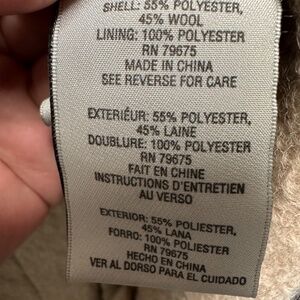 SHELL: 55% POLYESTER,
45% WOOL
LINING: 100% POLYESTER
RN 79675
MADE IN CHINA
SEE REVERSE FOR CARE
EXTERIEUR: 55% POLYESTER,
45% LAINE
DOUBLURE: 100% POLYESTER
RN 79675
FAIT EN CHINE
INSTRUCTIONS D'ENTRETIEN
AU VERSO
EXTERIOR: 55% POLIESTER,
45% LANA
FORRO: 100% POLIESTER
RN 79675
HECHO EN CHINA
VER AL DORSO PARA EL CUIDADO